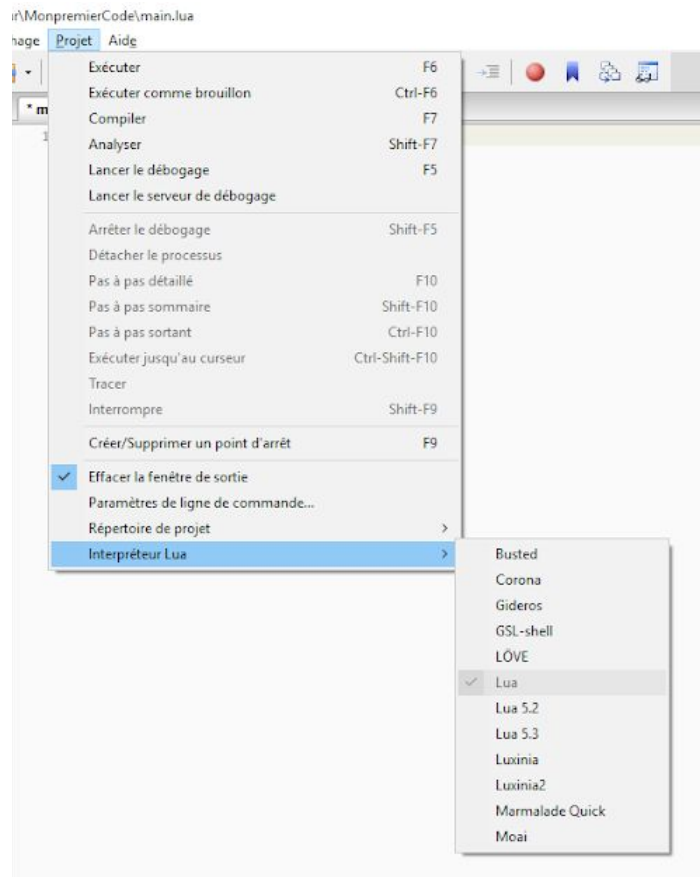 r\MonpremierCode\main.lua
hage Projet Aide
Exécuter F6
Exécuter comme brouillon Ctrl-F6
* m
Compiler F7
1
Analyser Shift-F7
Lancer le débogage F5
Lancer le serveur de débogage
Arrêter le débogage Shift-F5
Détacher le processus
Pas à pas détaillé F10
Pas à pas sommaire Shift-F10
Pas à pas sortant Ctrl-F10
Exécuter jusqu'au curseur Ctrl-Shift-F10
Tracer
Interrompre Shift-F9
Créer/Supprimer un point d'arrêt F9
Effacer la fenêtre de sortie
Paramètres de ligne de commande...
Répertoire de projet
Interpréteur Lua
Busted
Corona
Gideros
GSL-shell
LÖVE
Lua
Lua 5.2
Lua 5.3
Luxinia
Luxinia2
Marmalade Quick
Moai